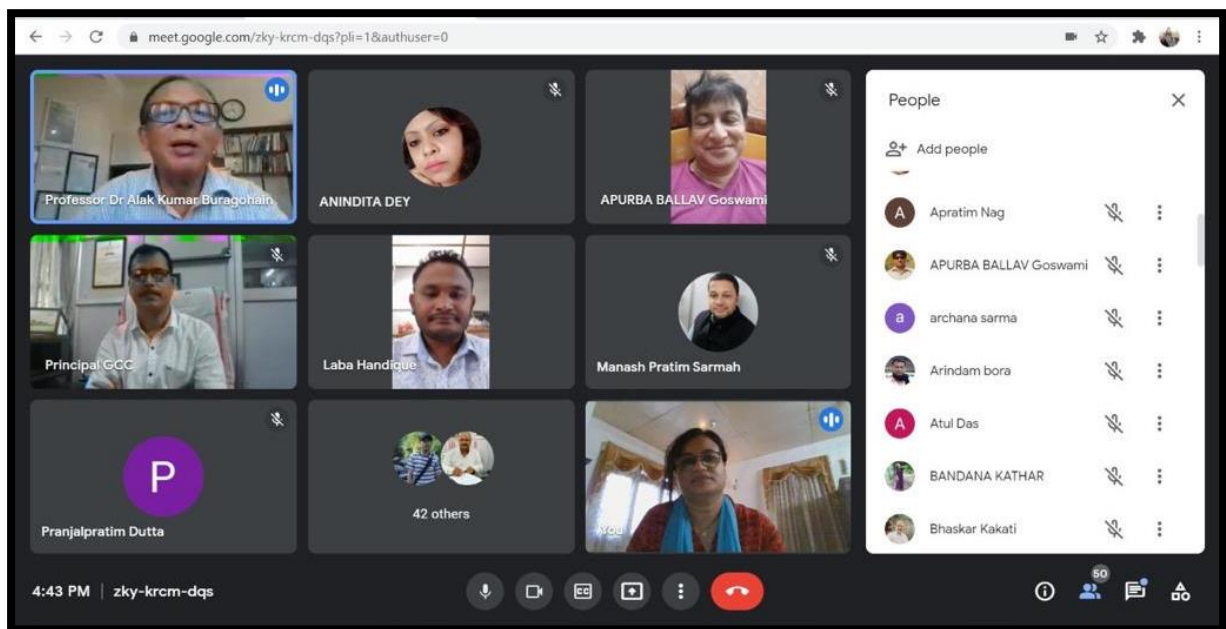 meet.google.com/zky-krcm-dqs?pli=1&authuser=0
Professor Dr Alak Kumar Buragohain
ANINDITA DEY
APURBA BALLAV Goswami
Principal GCC
Laba Handique
Manash Pratim Sarmah
P
Pranjalpratim Dutta
42 others
You
People
Add people
A Apratim Nag
APURBA BALLAV Goswami
a archana sarma
Arindam bora
A Atul Das
BANDANA KATHAR
Bhaskar Kakati
4:43 PM | zky-krcm-dqs
CC
50